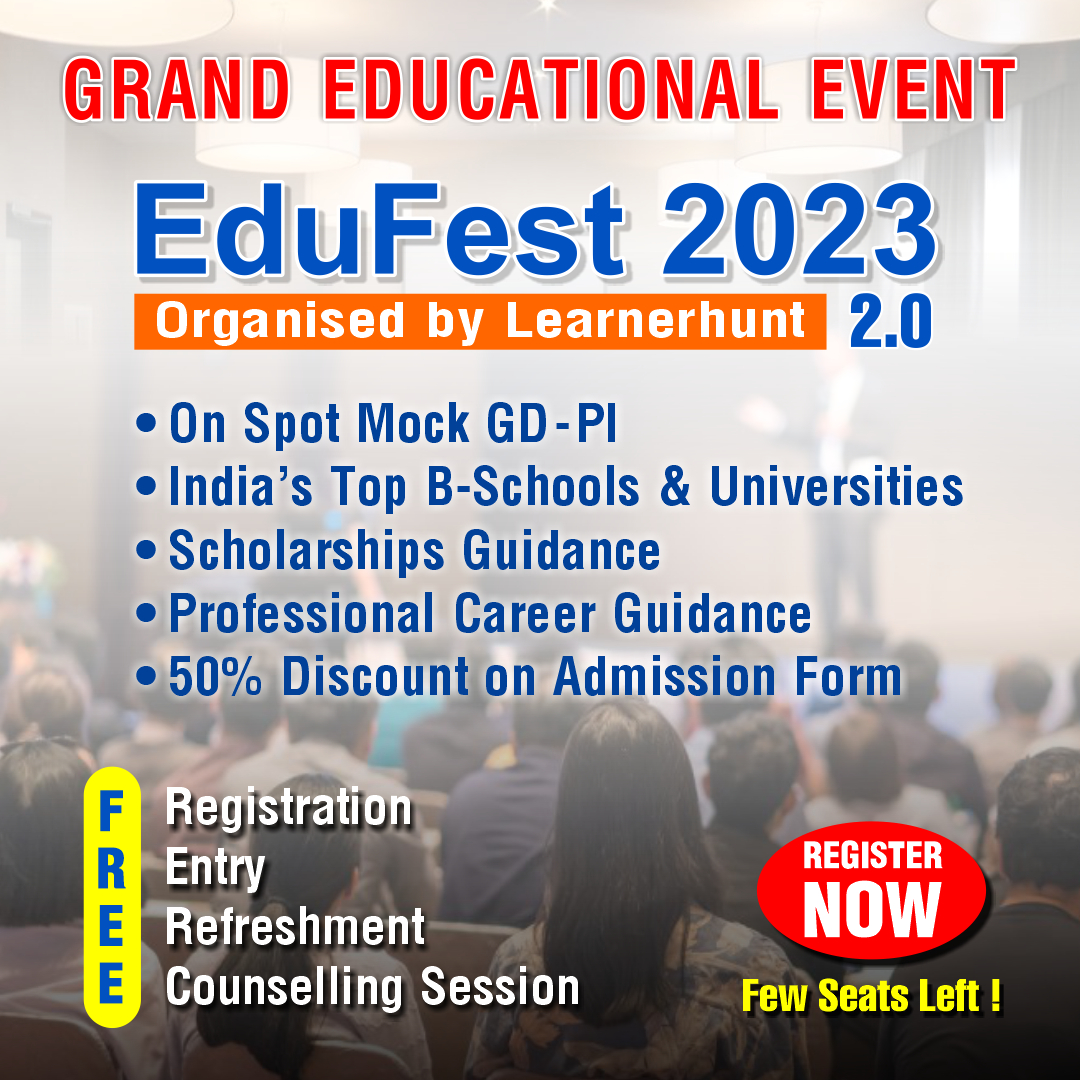 GRAND EDUCATIONAL EVENT
EduFest 2023
Organised by Learnerhunt 2.0
• On Spot Mock GD-PI
• India’s Top B-Schools & Universities
• Scholarships Guidance
• Professional Career Guidance
• 50% Discount on Admission Form
FREE
Registration
Entry
Refreshment
Counselling Session
REGISTER
NOW
Few Seats Left !